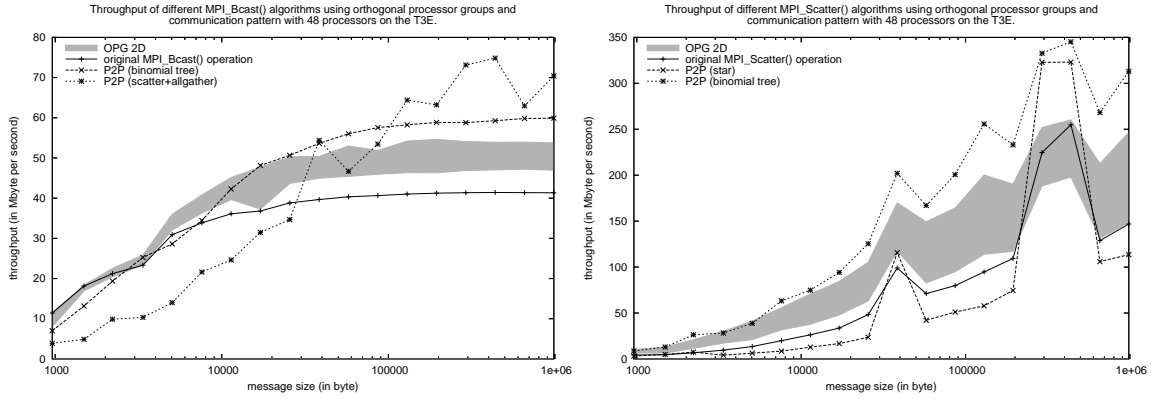 Throughput of different MPI_Bcast() algorithms using orthogonal processor groups and
communication pattern with 48 processors on the T3E.
80
70
60
50
40
30
20
10
0
throughput (in Mbyte per second)
OPG 2D
original MPI_Bcast() operation
P2P (binomial tree)
P2P (scatter+allgather)
1000
10000
100000
1e+06
message size (in byte)
Throughput of different MPI_Scatter() algorithms using orthogonal processor groups and
communication pattern with 48 processors on the T3E.
350
300
250
200
150
100
50
0
throughput (in Mbyte per second)
OPG 2D
original MPI_Scatter() operation
P2P (star)
P2P (binomial tree)
1000
10000
100000
1e+06
message size (in byte)